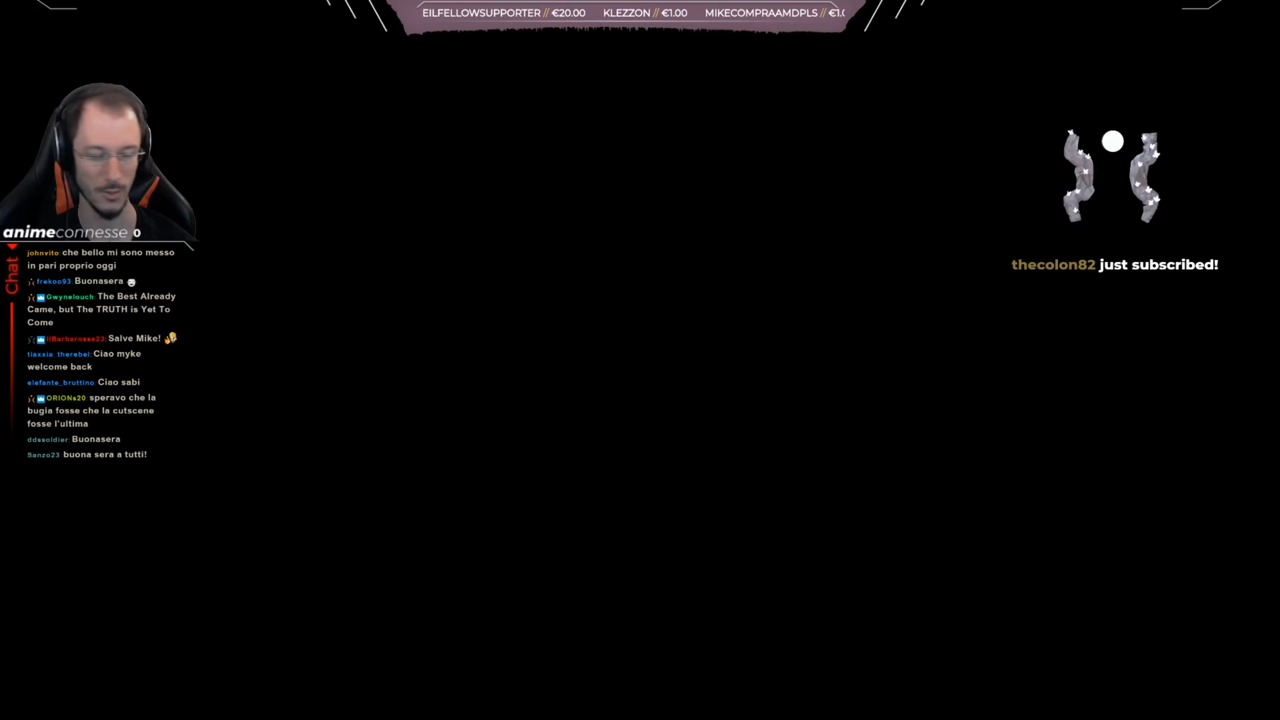 EILFELLOWSUPPORTER // €20.00 KLEZZON // €1.00 MIKECOMPRAAMDPLS // €1.0
animeconnesse 0
Chat
johnvito: che bello mi sono messo
in pari proprio oggi
frekoo93: Buonasera
Gwynelouch: The Best Already
Came, but The TRUTH is Yet To
Come
IlBarbarossa23: Salve Mike!
tiaxxia_therebel: Ciao myke
welcome back
elefante_bruttino: Ciao sabi
ORIONs20: speravo che la
bugia fosse che la cutscene
fosse l'ultima
ddssoldier: Buonasera
Sanzo23: buona sera a tutti!
thecolon82 just subscribed!